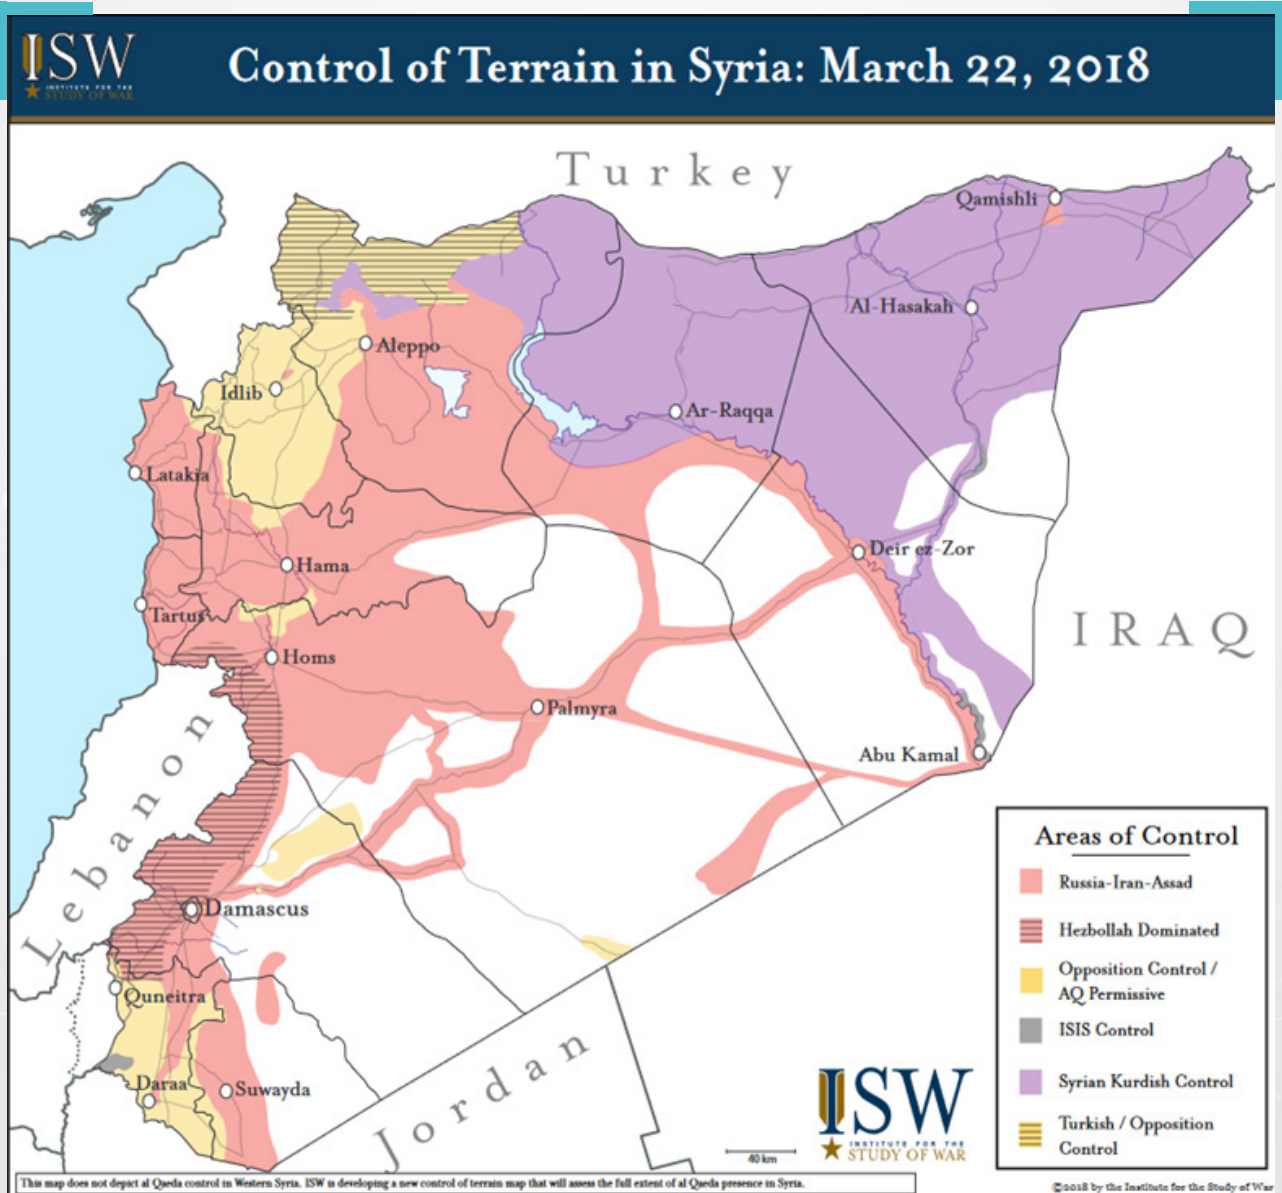 ISW
INSTITUTE FOR THE
STUDY OF WAR
Control of Terrain in Syria: March 22, 2018
Turkey
Qamishli
Al-Hasakah
Aleppo
Idlib
Ar-Raqqa
Latakia
Deir ez-Zor
Hama
Tartus
IRAQ
Homs
Palmyra
Abu Kamal
Lebanon
Damascus
Quneitra
Daraa
Suwayda
Jordan
Areas of Control
Russia-Iran-Assad
Hezbollah Dominated
Opposition Control /
AQ Permissive
ISIS Control
Syrian Kurdish Control
Turkish / Opposition
Control
40 km
ISW
INSTITUTE FOR THE
STUDY OF WAR
This map does not depict al Qaeda control in Western Syria. ISW is developing a new control of terrain map that will assess the full extent of al Qaeda presence in Syria.
©2018 by the Institute for the Study of War